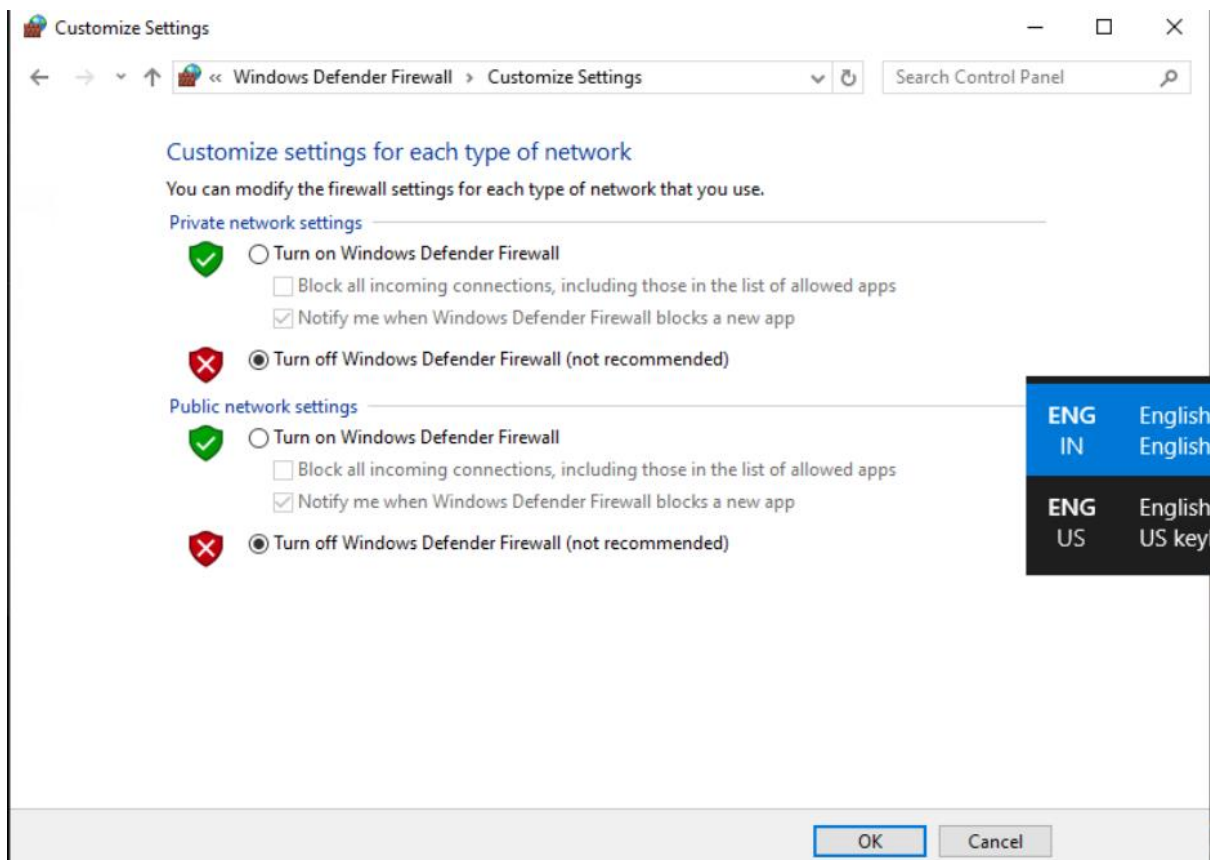 Customize Settings
« Windows Defender Firewall › Customize Settings
Search Control Panel
Customize settings for each type of network
You can modify the firewall settings for each type of network that you use.
Private network settings
Turn on Windows Defender Firewall
Block all incoming connections, including those in the list of allowed apps
Notify me when Windows Defender Firewall blocks a new app
Turn off Windows Defender Firewall (not recommended)
Public network settings
Turn on Windows Defender Firewall
Block all incoming connections, including those in the list of allowed apps
Notify me when Windows Defender Firewall blocks a new app
Turn off Windows Defender Firewall (not recommended)
ENG English
IN English
ENG English
US US key
OK Cancel